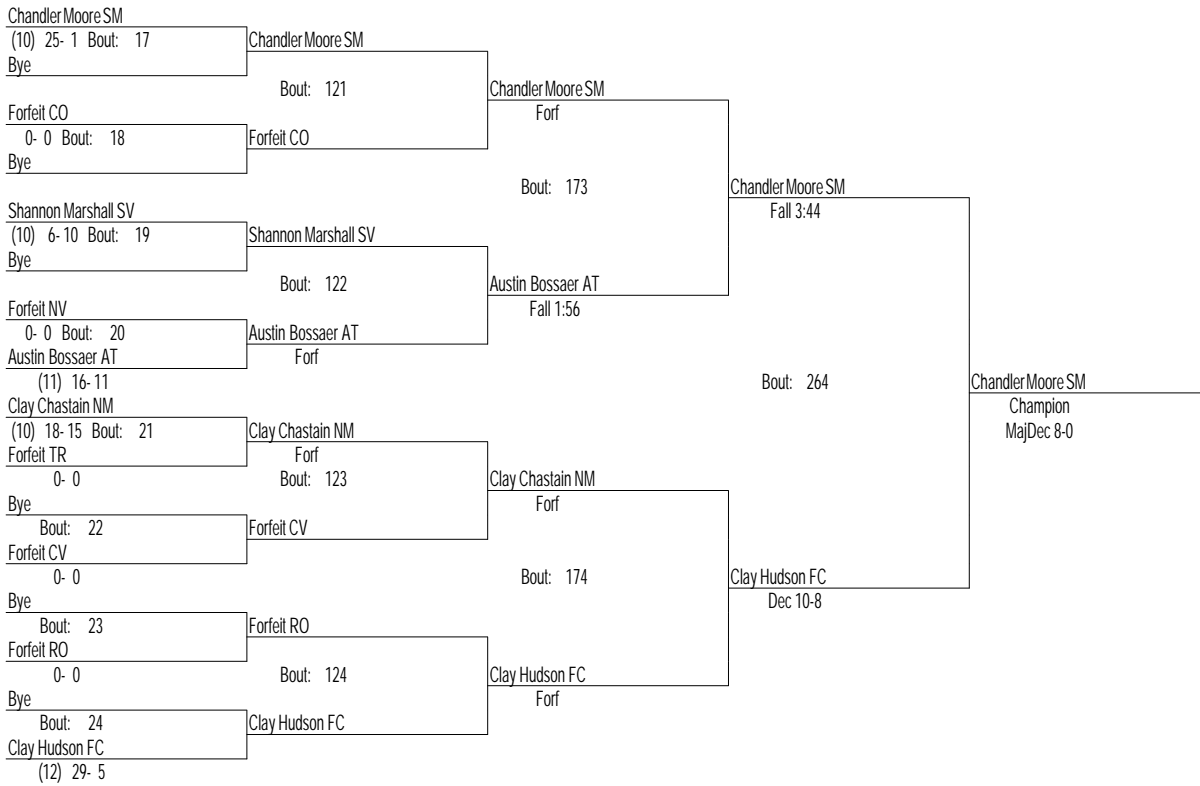 Chandler Moore SM
(10) 25- 1 Bout: 17
Bye
Forfeit CO
0- 0 Bout: 18
Bye
Shannon Marshall SV
(10) 6-10 Bout: 19
Bye
Forfeit NV
0- 0 Bout: 20
Austin Bossaer AT
(11) 16-11
Clay Chastain NM
(10) 18-15 Bout: 21
Forfeit TR
0- 0
Bye
Bout: 22
Forfeit CV
0- 0
Bye
Bout: 23
Forfeit RO
0- 0
Bye
Bout: 24
Clay Hudson FC
(12) 29- 5
Chandler Moore SM
Bout: 121
Forfeit CO
Shannon Marshall SV
Bout: 122
Austin Bossaer AT
Forf
Clay Chastain NM
Forf
Bout: 123
Forfeit CV
Forfeit RO
Bout: 124
Clay Hudson FC
Chandler Moore SM
Forf
Bout: 173
Austin Bossaer AT
Fall 1:56
Clay Chastain NM
Forf
Bout: 174
Clay Hudson FC
Forf
Chandler Moore SM
Fall 3:44
Bout: 264
Clay Hudson FC
Dec 10-8
Chandler Moore SM
Champion
MajDec 8-0